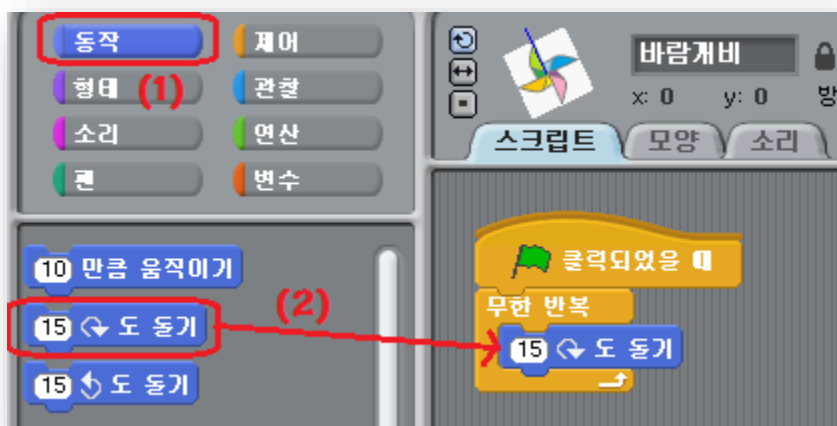 동작
제어
형태
관찰
(1)
소리
연산
펜
변수
10 만큼 움직이기
15 도 돌기
15 도 돌기
(2)
바람개비
x: 0 y: 0 방
스크립트 모양 소리
클릭되었을 때
무한 반복
15 도 돌기